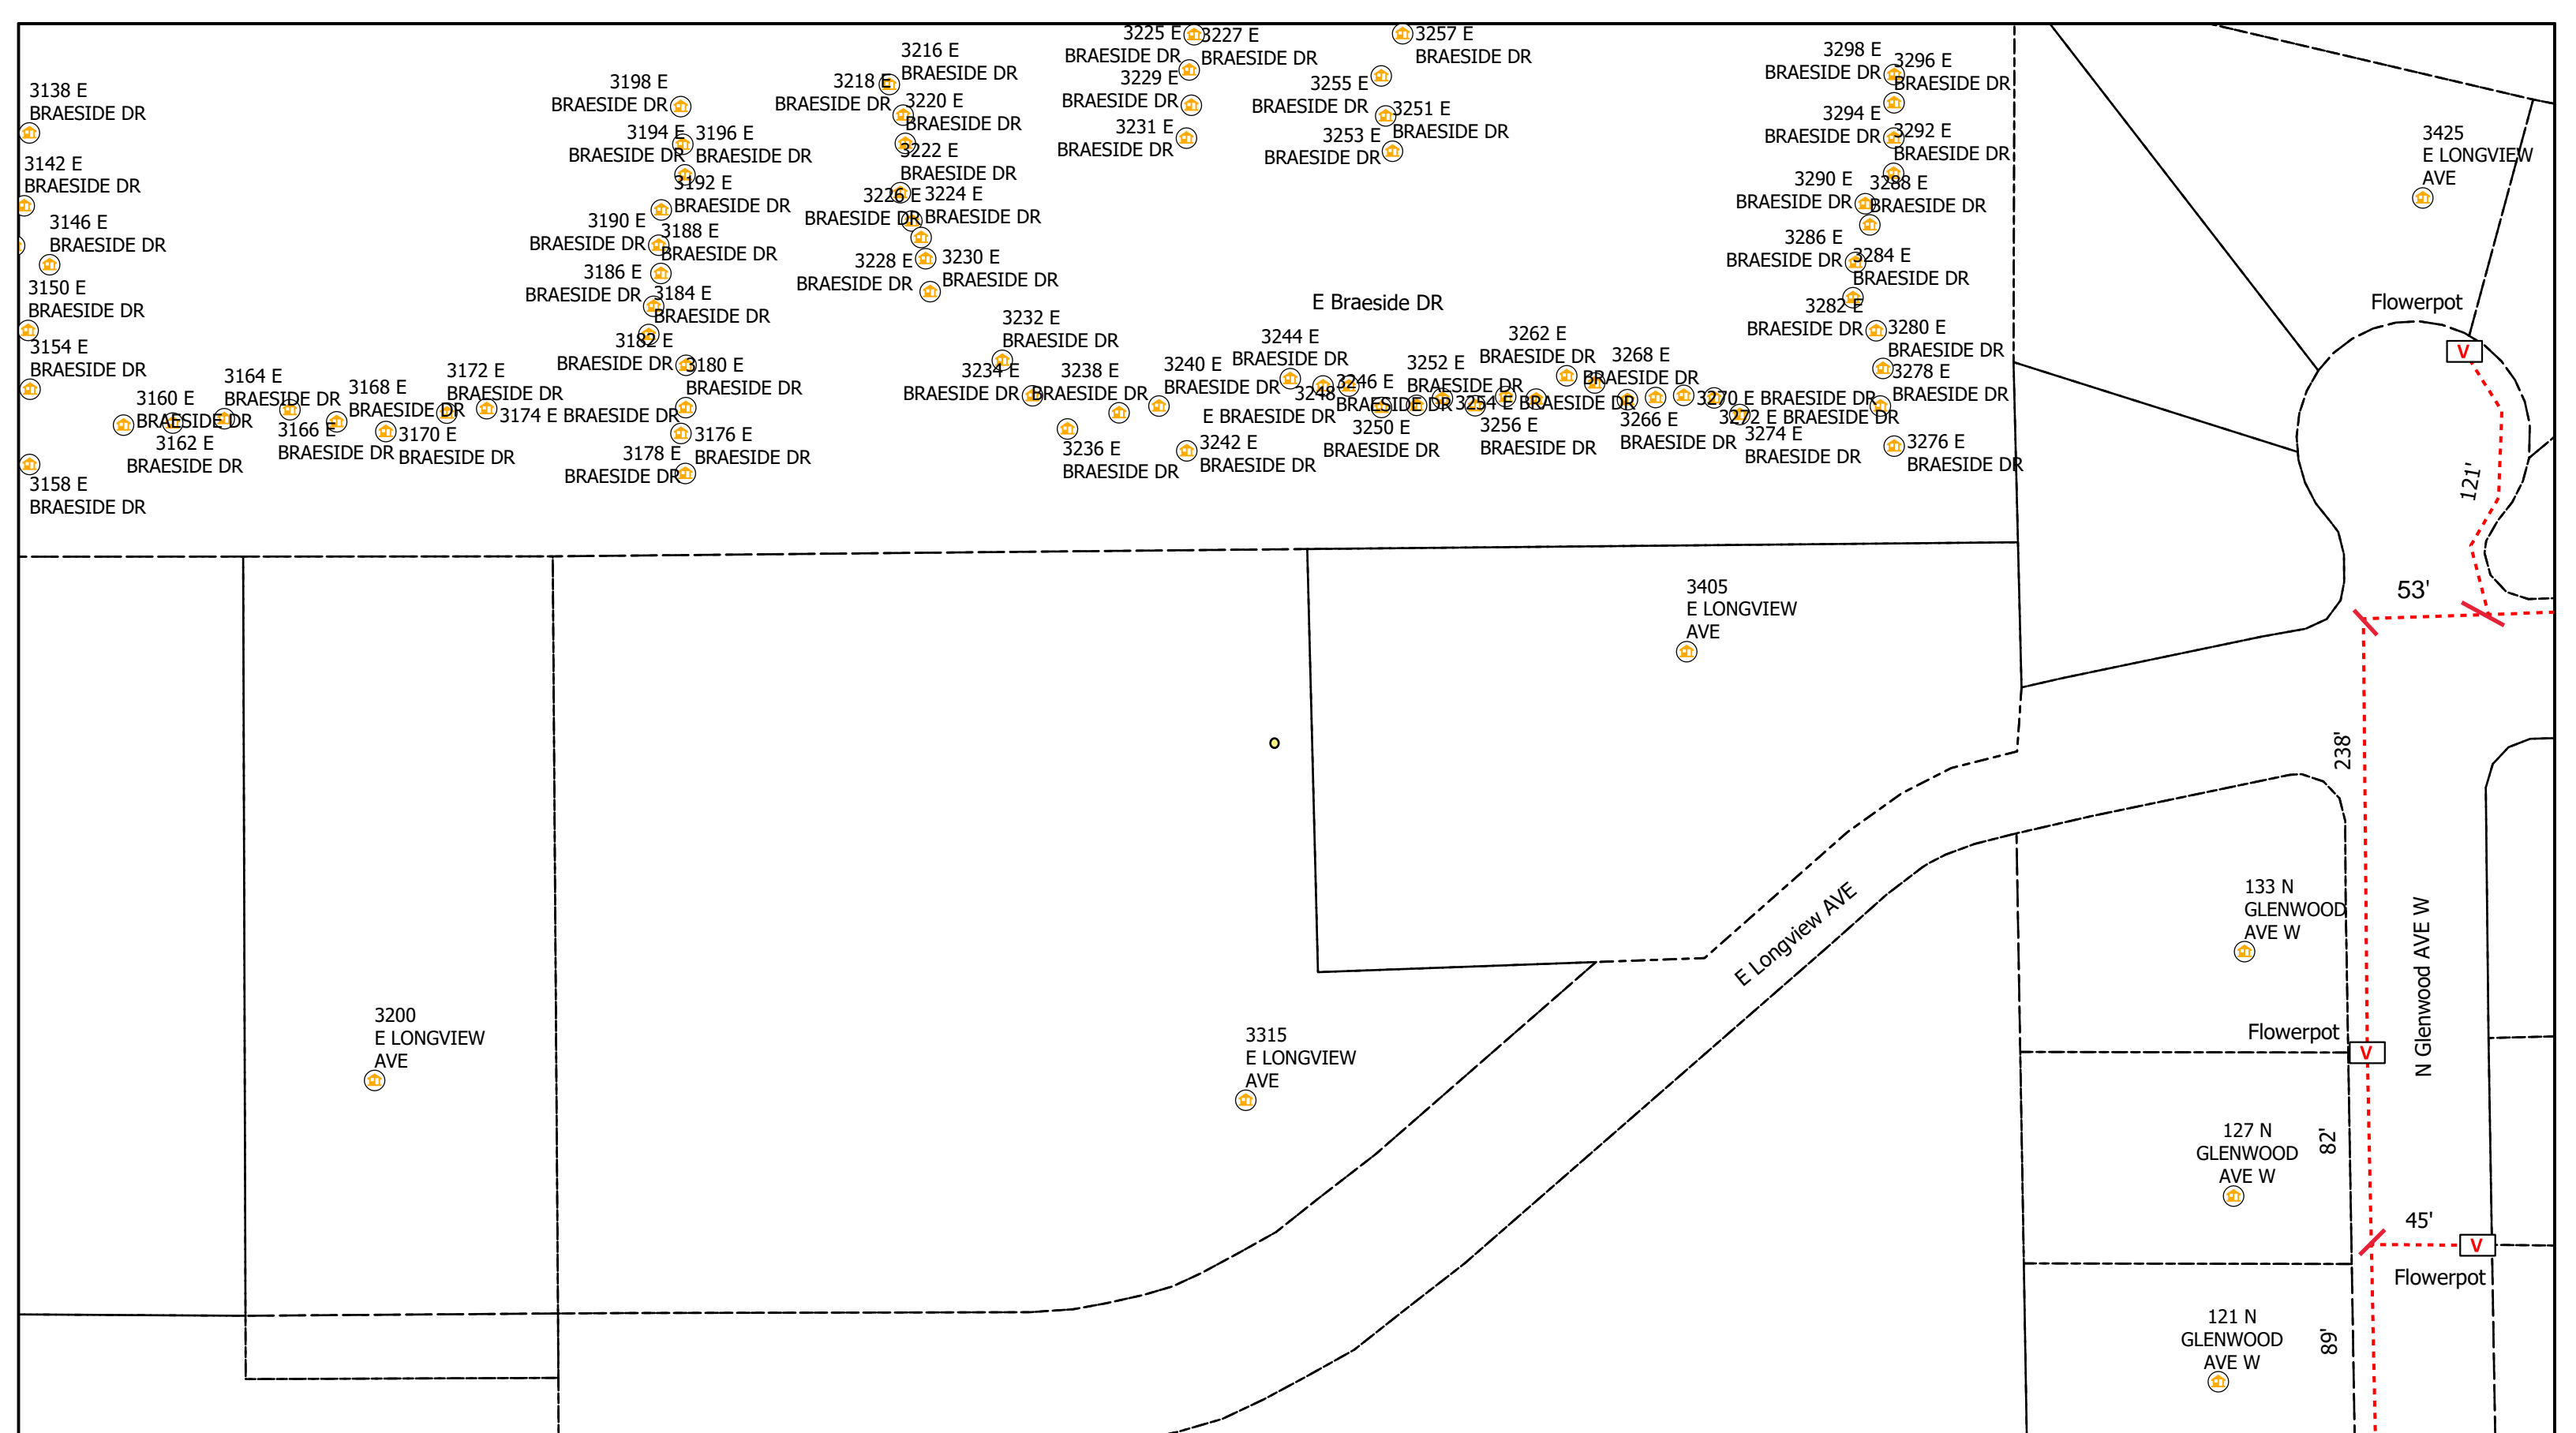 3138 E
BRAESIDE DR
3142 E
BRAESIDE DR
3146 E
BRAESIDE DR
3150 E
BRAESIDE DR
3154 E
BRAESIDE DR
3158 E
BRAESIDE DR
3160 E
BRAESIDE DR
3162 E
BRAESIDE DR
3164 E
BRAESIDE DR
3166 E
BRAESIDE DR
3168 E
BRAESIDE DR
3170 E
BRAESIDE DR
3172 E
BRAESIDE DR
3174 E BRAESIDE DR
3198 E
BRAESIDE DR
3194 E
BRAESIDE DR
3196 E
BRAESIDE DR
3192 E
BRAESIDE DR
3190 E
BRAESIDE DR
3188 E
BRAESIDE DR
3186 E
BRAESIDE DR
3184 E
BRAESIDE DR
3182 E
BRAESIDE DR
3180 E
BRAESIDE DR
3176 E
BRAESIDE DR
3178 E
BRAESIDE DR
3216 E
BRAESIDE DR
3218 E
BRAESIDE DR
3220 E
BRAESIDE DR
3222 E
BRAESIDE DR
3226 E
BRAESIDE DR
3224 E
BRAESIDE DR
3228 E
BRAESIDE DR
3230 E
BRAESIDE DR
3232 E
BRAESIDE DR
3234 E
BRAESIDE DR
3236 E
BRAESIDE DR
3238 E
BRAESIDE DR
3240 E
BRAESIDE DR
3242 E
BRAESIDE DR
3225 E
BRAESIDE DR
3227 E
BRAESIDE DR
3229 E
BRAESIDE DR
3231 E
BRAESIDE DR
3257 E
BRAESIDE DR
3255 E
BRAESIDE DR
3251 E
BRAESIDE DR
3253 E
BRAESIDE DR
E Braeside DR
3244 E
BRAESIDE DR
3246 E
BRAESIDE DR
3248
E BRAESIDE DR
3250 E
BRAESIDE DR
3252 E
BRAESIDE DR
3254 E BRAESIDE DR
3256 E
BRAESIDE DR
3262 E
BRAESIDE DR
3266 E
BRAESIDE DR
3268 E
BRAESIDE DR
3270 E BRAESIDE DR
3272 E BRAESIDE DR
3274 E
BRAESIDE DR
3276 E
BRAESIDE DR
3278 E
BRAESIDE DR
3280 E
BRAESIDE DR
3282 E
BRAESIDE DR
3284 E
BRAESIDE DR
3286 E
BRAESIDE DR
3288 E
BRAESIDE DR
3290 E
BRAESIDE DR
3292 E
BRAESIDE DR
3294 E
BRAESIDE DR
3296 E
BRAESIDE DR
3298 E
BRAESIDE DR
3425
E LONGVIEW
AVE
Flowerpot
V
121'
53'
3405
E LONGVIEW
AVE
238'
E Longview AVE
133 N
GLENWOOD
AVE W
N Glenwood AVE W
Flowerpot
V
3200
E LONGVIEW
AVE
3315
E LONGVIEW
AVE
127 N
GLENWOOD
AVE W
82'
45'
V
Flowerpot
121 N
GLENWOOD
AVE W
89'